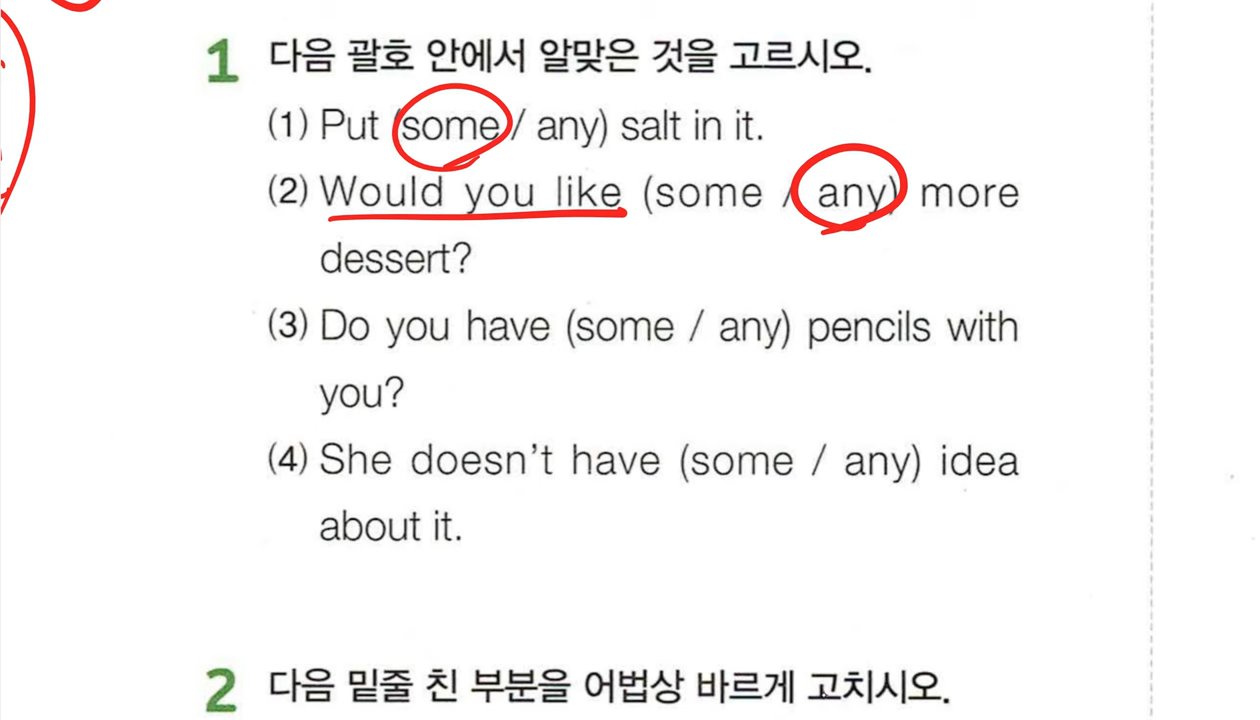 1 다음 괄호 안에서 알맞은 것을 고르시오.
(1) Put (some / any) salt in it.
(2) Would you like (some / any) more
dessert?
(3) Do you have (some / any) pencils with
you?
(4) She doesn't have (some / any) idea
about it.
2 다음 밑줄 친 부분을 어법상 바르게 고치시오.